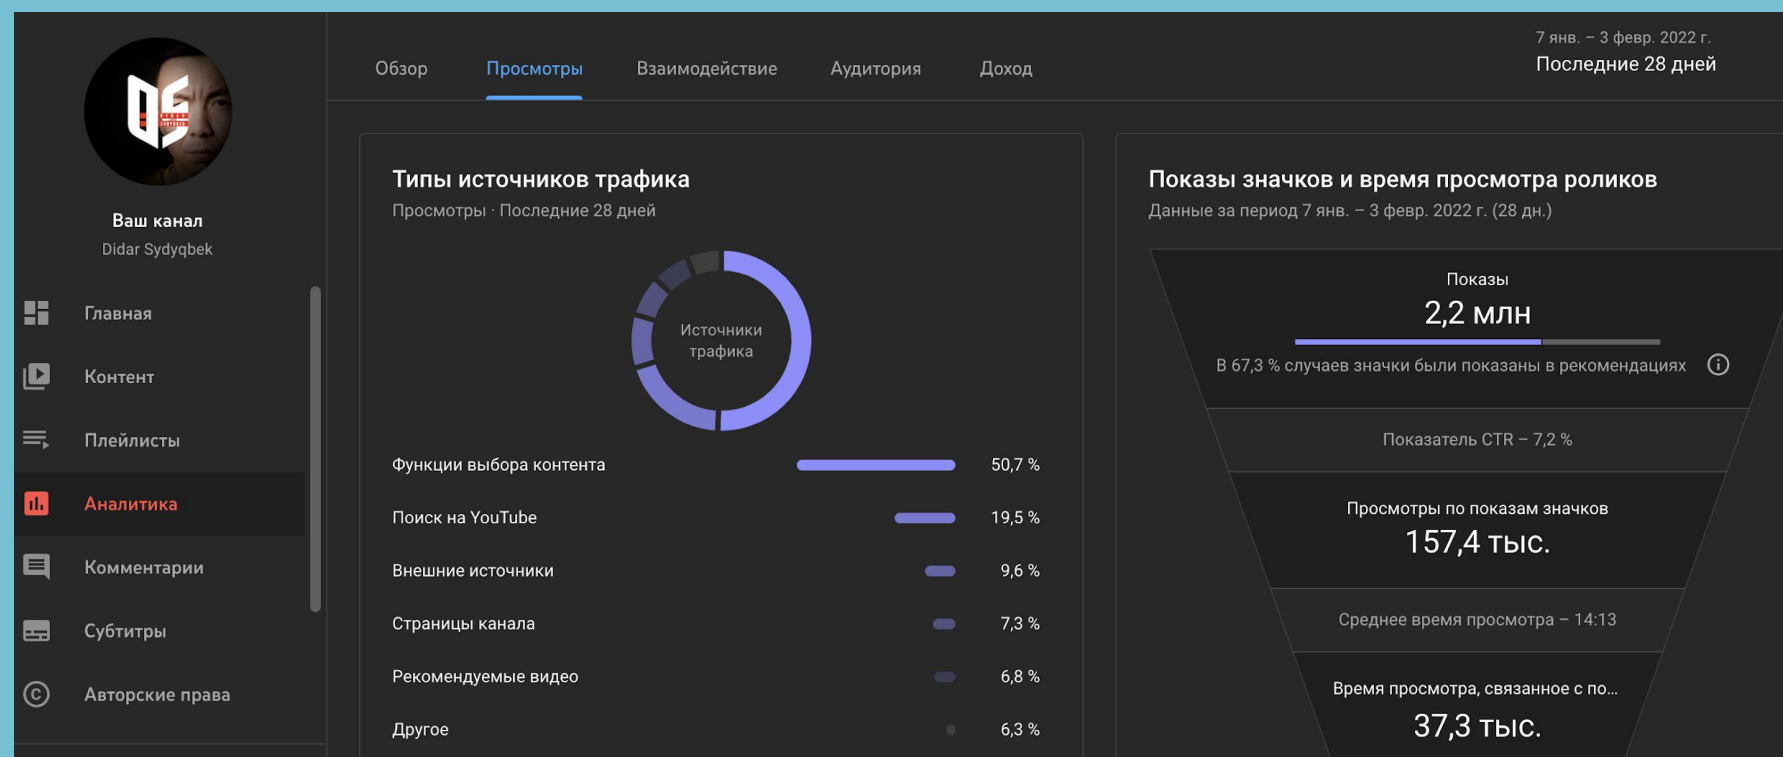 DS
DIDAR
SYDYQBEK
Ваш канал
Didar Sydyqbek
Главная
Контент
Плейлисты
Аналитика
Комментарии
Субтитры
Авторские права
Обзор
Просмотры
Взаимодействие
Аудитория
Доход
7 янв. – 3 февр. 2022 г.
Последние 28 дней
Типы источников трафика
Просмотры · Последние 28 дней
Источники
трафика
Функции выбора контента 50,7 %
Поиск на YouTube 19,5 %
Внешние источники 9,6 %
Страницы канала 7,3 %
Рекомендуемые видео 6,8 %
Другое 6,3 %
Показы значков и время просмотра роликов
Данные за период 7 янв. – 3 февр. 2022 г. (28 дн.)
Показы
2,2 млн
В 67,3 % случаев значки были показаны в рекомендациях
Показатель CTR – 7,2 %
Просмотры по показам значков
157,4 тыс.
Среднее время просмотра – 14:13
Время просмотра, связанное с по...
37,3 тыс.